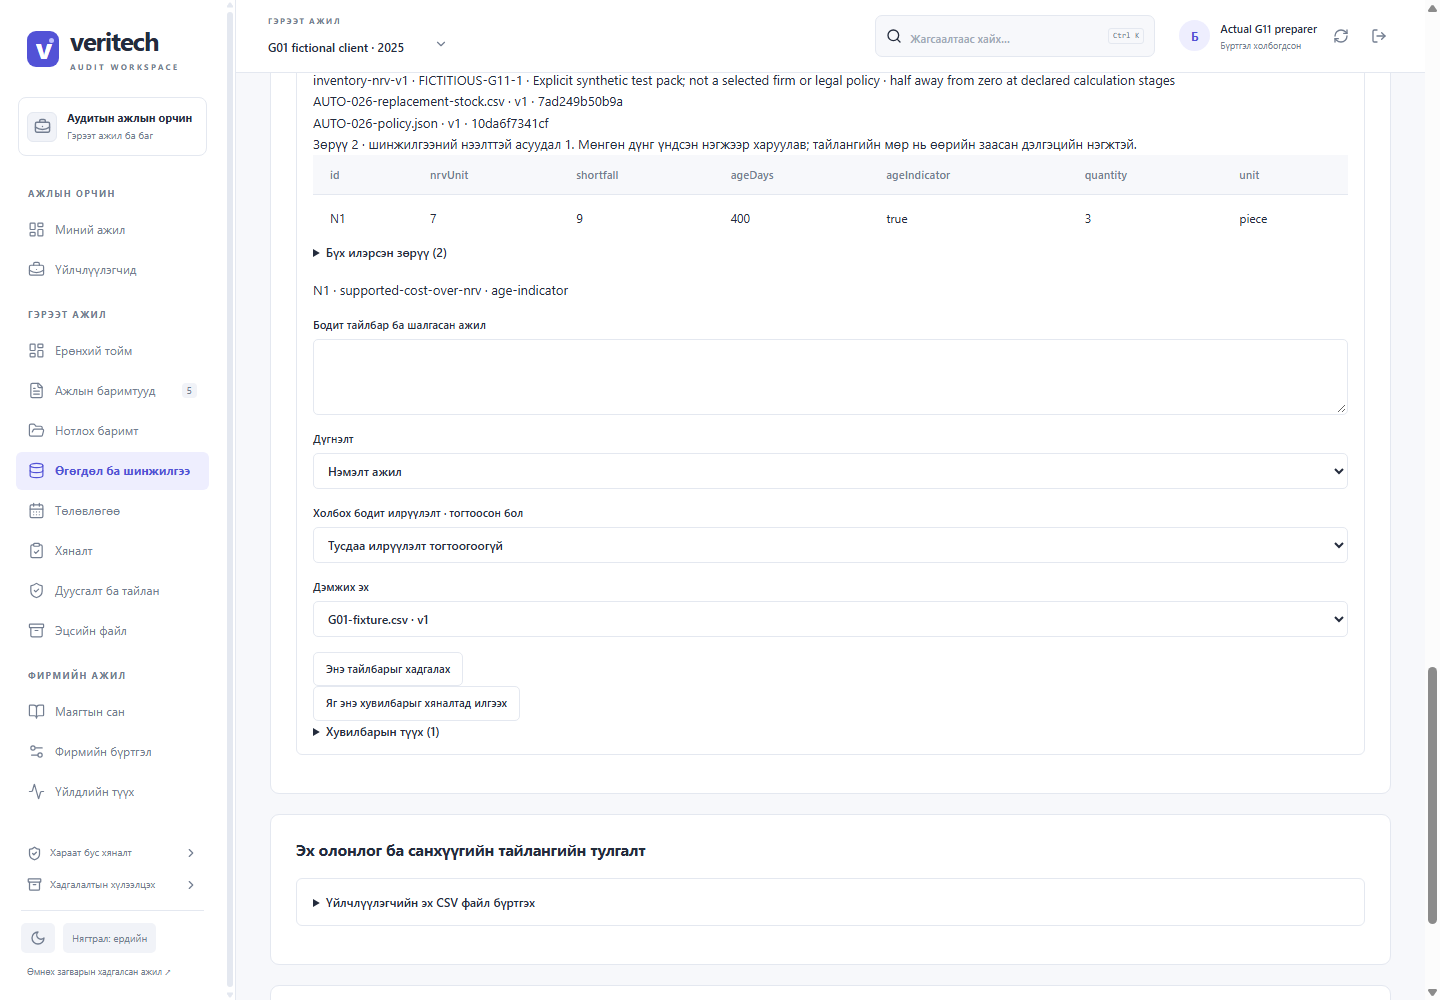 veritech
AUDIT WORKSPACE
Аудитын ажлын орчин
Гэрээт ажил ба баг
АЖЛЫН ОРЧИН
Миний ажил
Үйлчлүүлэгчид
ГЭРЭЭТ АЖИЛ
Ерөнхий тойм
Ажлын баримтууд 5
Нотлох баримт
Өгөгдөл ба шинжилгээ
Төлөвлөгөө
Хяналт
Дуусгалт ба тайлан
Эцсийн файл
ФИРМИЙН АЖИЛ
Маягтын сан
Фирмийн бүртгэл
Үйлдлийн түүх
Хараат бус хяналт
Хадгалалтын хүлээлцэх
Нягтрал: ердийн
Өмнөх загварын хадгалсан ажил ↗
ГЭРЭЭТ АЖИЛ
G01 fictional client · 2025
Жагсаалтаас хайх... Ctrl K
Б
Actual G11 preparer
Бүртгэл холбогдсон
inventory-nrv-v1 · FICTITIOUS-G11-1 · Explicit synthetic test pack; not a selected firm or legal policy · half away from zero at declared calculation stages
AUTO-026-replacement-stock.csv · v1 · 7ad249b50b9a
AUTO-026-policy.json · v1 · 10da6f7341cf
Зөрүү 2 · шинжилгээний нээлттэй асуудал 1. Мөнгөн дүнг үндсэн нэгжээр харуулав; тайлангийн мөр нь өөрийн заасан дэлгэцийн нэгжтэй.
id nrvUnit shortfall ageDays ageIndicator quantity unit
N1 7 9 400 true 3 piece
Бүх илэрсэн зөрүү (2)
N1 · supported-cost-over-nrv · age-indicator
Бодит тайлбар ба шалгасан ажил
Дүгнэлт
Нэмэлт ажил
Холбох бодит илрүүлэлт · тогтоосон бол
Тусдаа илрүүлэлт тогтоогоогүй
Дэмжих эх
G01-fixture.csv · v1
Энэ тайлбарыг хадгалах
Яг энэ хувилбарыг хяналтад илгээх
Хувилбарын түүх (1)
Эх олонлог ба санхүүгийн тайлангийн тулгалт
Үйлчлүүлэгчийн эх CSV файл бүртгэх